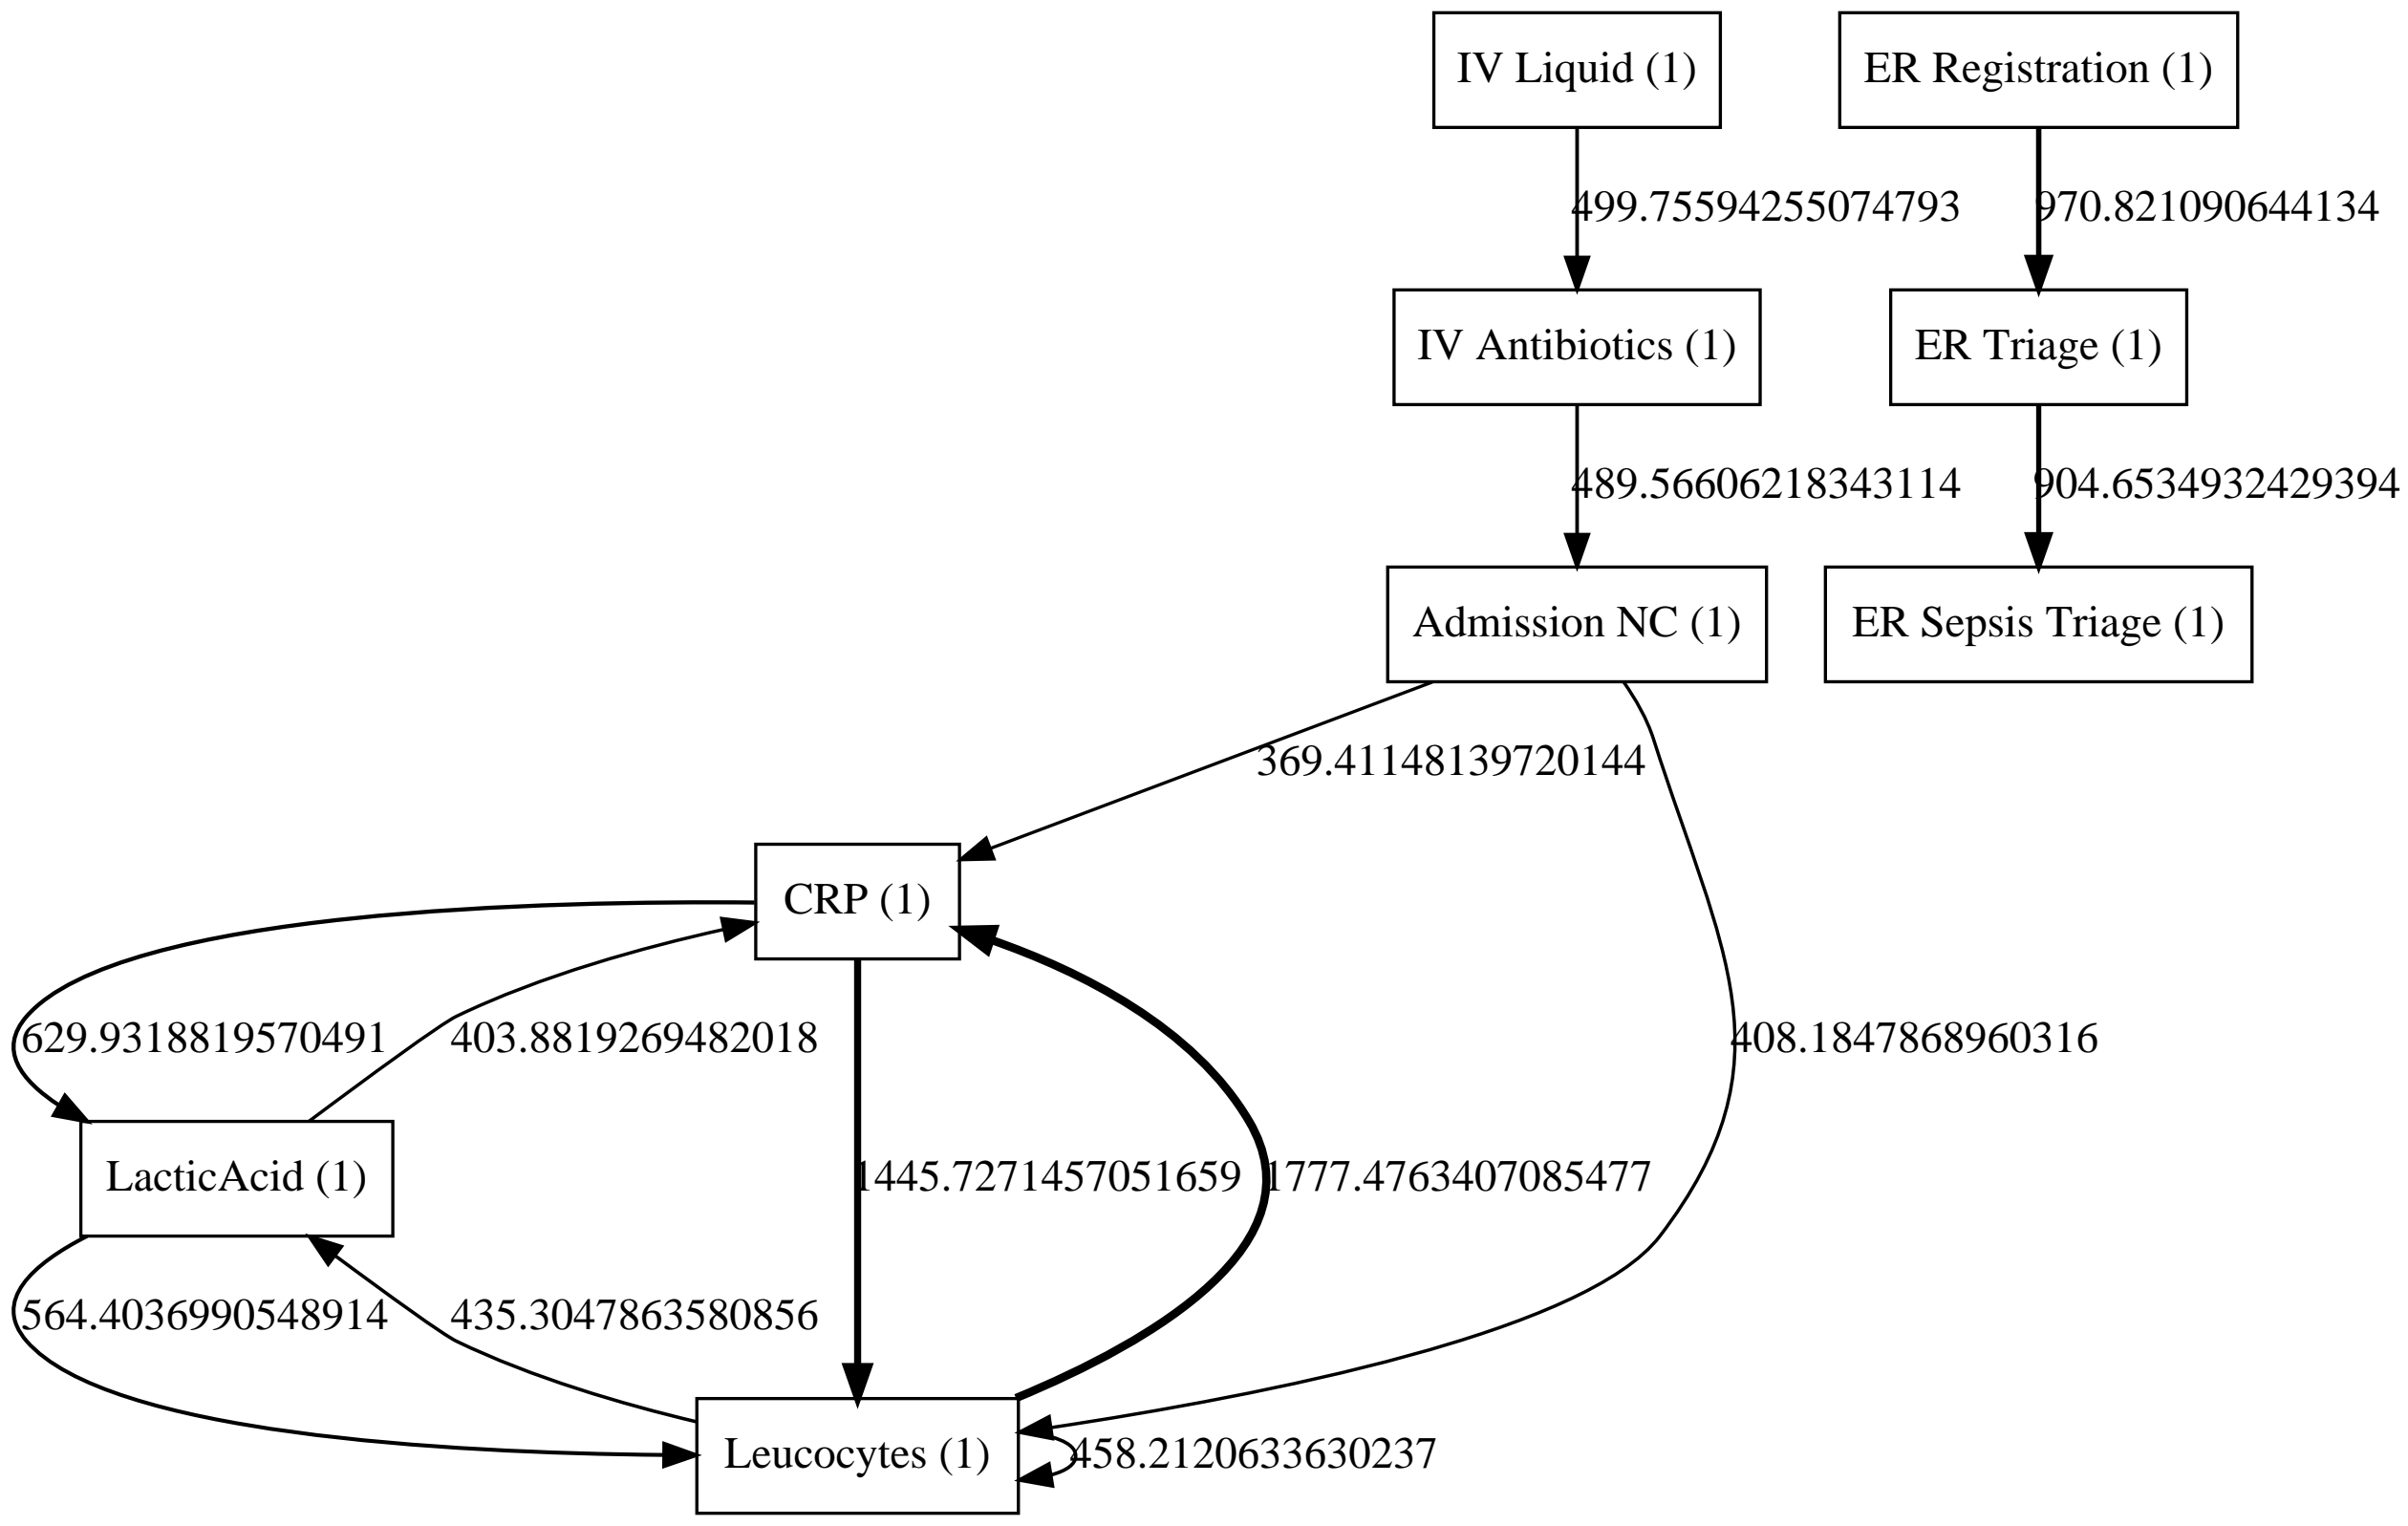 IV Liquid (1)
ER Registration (1)
499.75594255074793
970.821090644134
IV Antibiotics (1)
ER Triage (1)
489.56606218343114
904.6534932429394
Admission NC (1)
ER Sepsis Triage (1)
369.41148139720144
CRP (1)
629.9318819570491
403.8819269482018
408.1847868960316
LacticAcid (1)
1445.7271457051659
1777.4763407085477
564.4036990548914
435.3047863580856
Leucocytes (1)
458.2120633630237